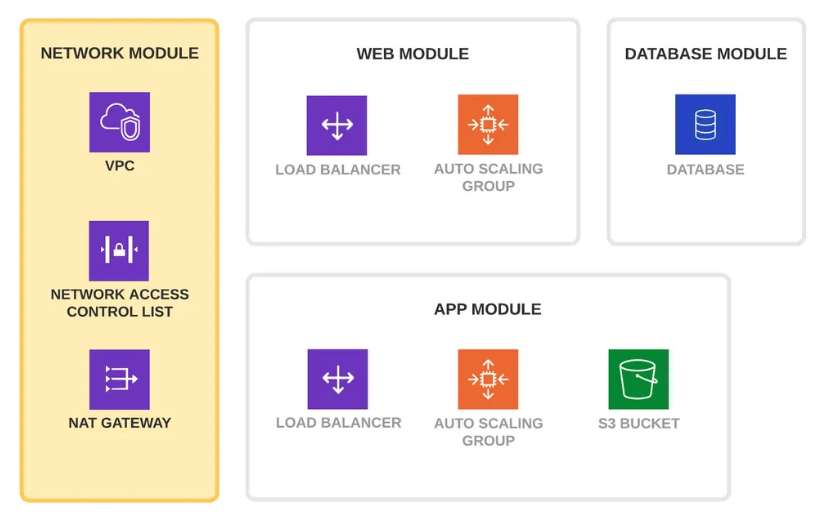 NETWORK MODULE
VPC
NETWORK ACCESS
CONTROL LIST
NAT GATEWAY
WEB MODULE
LOAD BALANCER
AUTO SCALING
GROUP
DATABASE MODULE
DATABASE
APP MODULE
LOAD BALANCER
AUTO SCALING
GROUP
S3 BUCKET